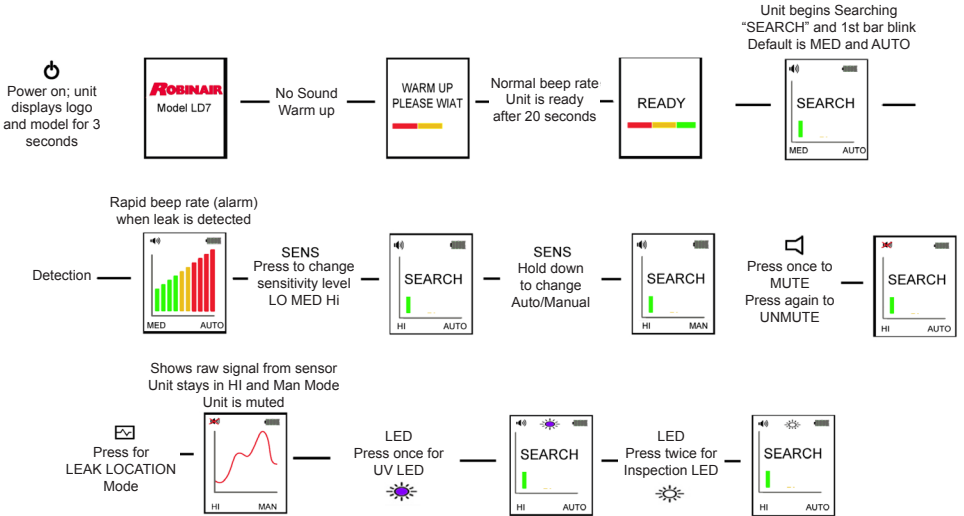 Power on; unit
displays logo
and model for 3
seconds
ROBINAIR
Model LD7
No Sound
Warm up
WARM UP
PLEASE WIAT
Normal beep rate
Unit is ready
after 20 seconds
READY
Unit begins Searching
“SEARCH” and 1st bar blink
Default is MED and AUTO
SEARCH
MED AUTO
Detection
Rapid beep rate (alarm)
when leak is detected
MED AUTO
SENS
Press to change
sensitivity level
LO MED Hi
SEARCH
HI AUTO
SENS
Hold down
to change
Auto/Manual
SEARCH
HI MAN
Press once to
MUTE
Press again to
UNMUTE
SEARCH
HI AUTO
Press for
LEAK LOCATION
Mode
Shows raw signal from sensor
Unit stays in HI and Man Mode
Unit is muted
HI MAN
LED
Press once for
UV LED
SEARCH
HI AUTO
LED
Press twice for
Inspection LED
SEARCH
HI AUTO